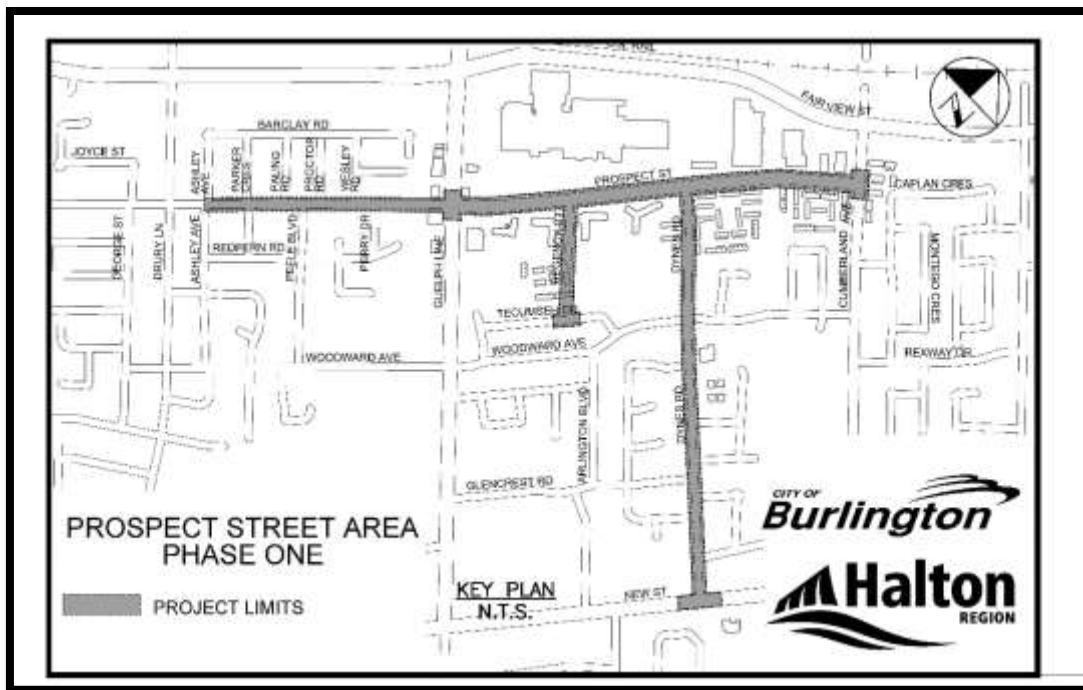 FAIRVIEW ST
BARCLAY RD
JOYCE ST
ASHLEY AVE
PARKER CRES
PALING RD
PROCTOR RD
WESLEY RD
PROSPECT ST
CAPLAN CRES
GEORGE ST
DRURY LN
ASHLEY AVE
REDFERN RD
PEELE BLVD
PERRY DR
GUELPH LINE
DYNES RD
CUMBERLAND AVE
MONTEGO CRES
WOODWARD AVE
WOODWARD AVE
REXWAY DR
DYNES RD
ARLINGTON BLVD
GLENCREST RD
NEW ST
PROSPECT STREET AREA
PHASE ONE
PROJECT LIMITS
KEY PLAN
N.T.S.
CITY OF
Burlington
Halton
REGION